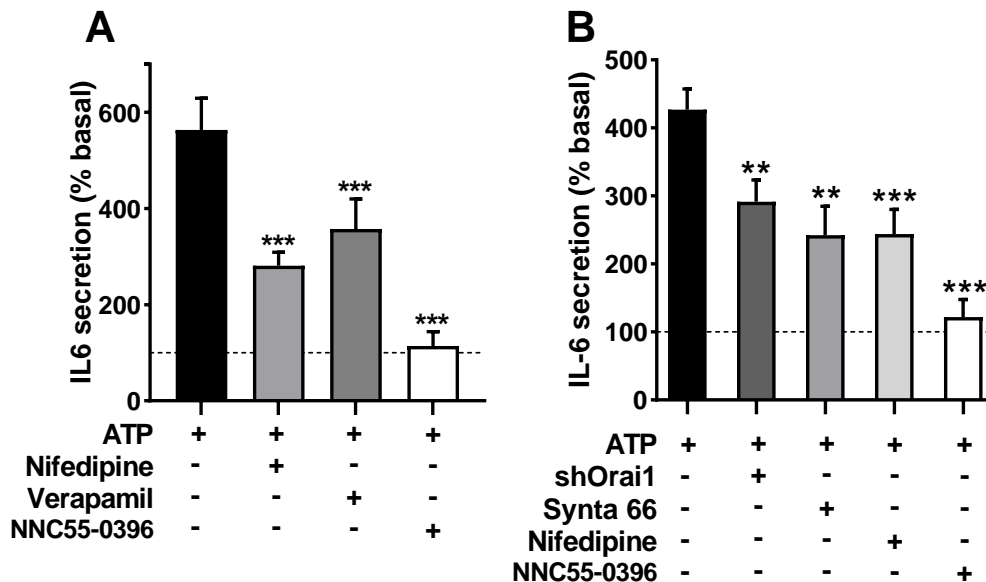 A
IL6 secretion (% basal)
600
400
200
0
***
***
***
ATP + + + +
Nifedipine - + - -
Verapamil - - + -
NNC55-0396 - - - +
B
IL-6 secretion (% basal)
500
400
300
200
100
0
**
**
***
***
ATP + + + + +
shOrai1 - + - - -
Synta 66 - - + - -
Nifedipine - - - + -
NNC55-0396 - - - - +